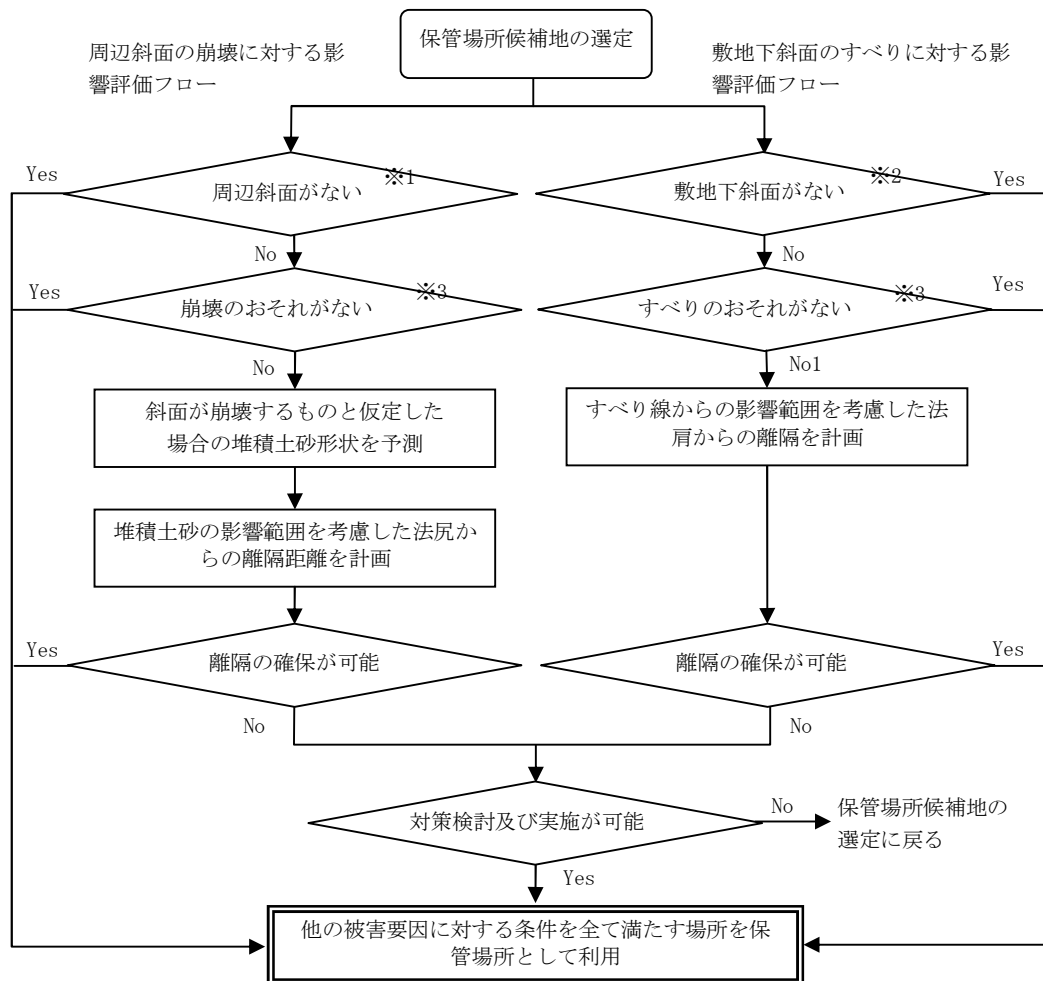 保管場所候補地の選定
周辺斜面の崩壊に対する影
響評価フロー
敷地下斜面のすべりに対する影
響評価フロー
Yes
周辺斜面がない
※1
敷地下斜面がない
※2
Yes
No
No
Yes
崩壊のおそれがない
※3
すべりのおそれがない
※3
Yes
No
No1
斜面が崩壊するものと仮定した
場合の堆積土砂形状を予測
すべり線からの影響範囲を考慮した法
肩からの離隔を計画
堆積土砂の影響範囲を考慮した法尻か
らの離隔距離を計画
Yes
離隔の確保が可能
離隔の確保が可能
Yes
No
No
対策検討及び実施が可能
No
保管場所候補地の
選定に戻る
Yes
他の被害要因に対する条件を全て満たす場所を保
管場所として利用